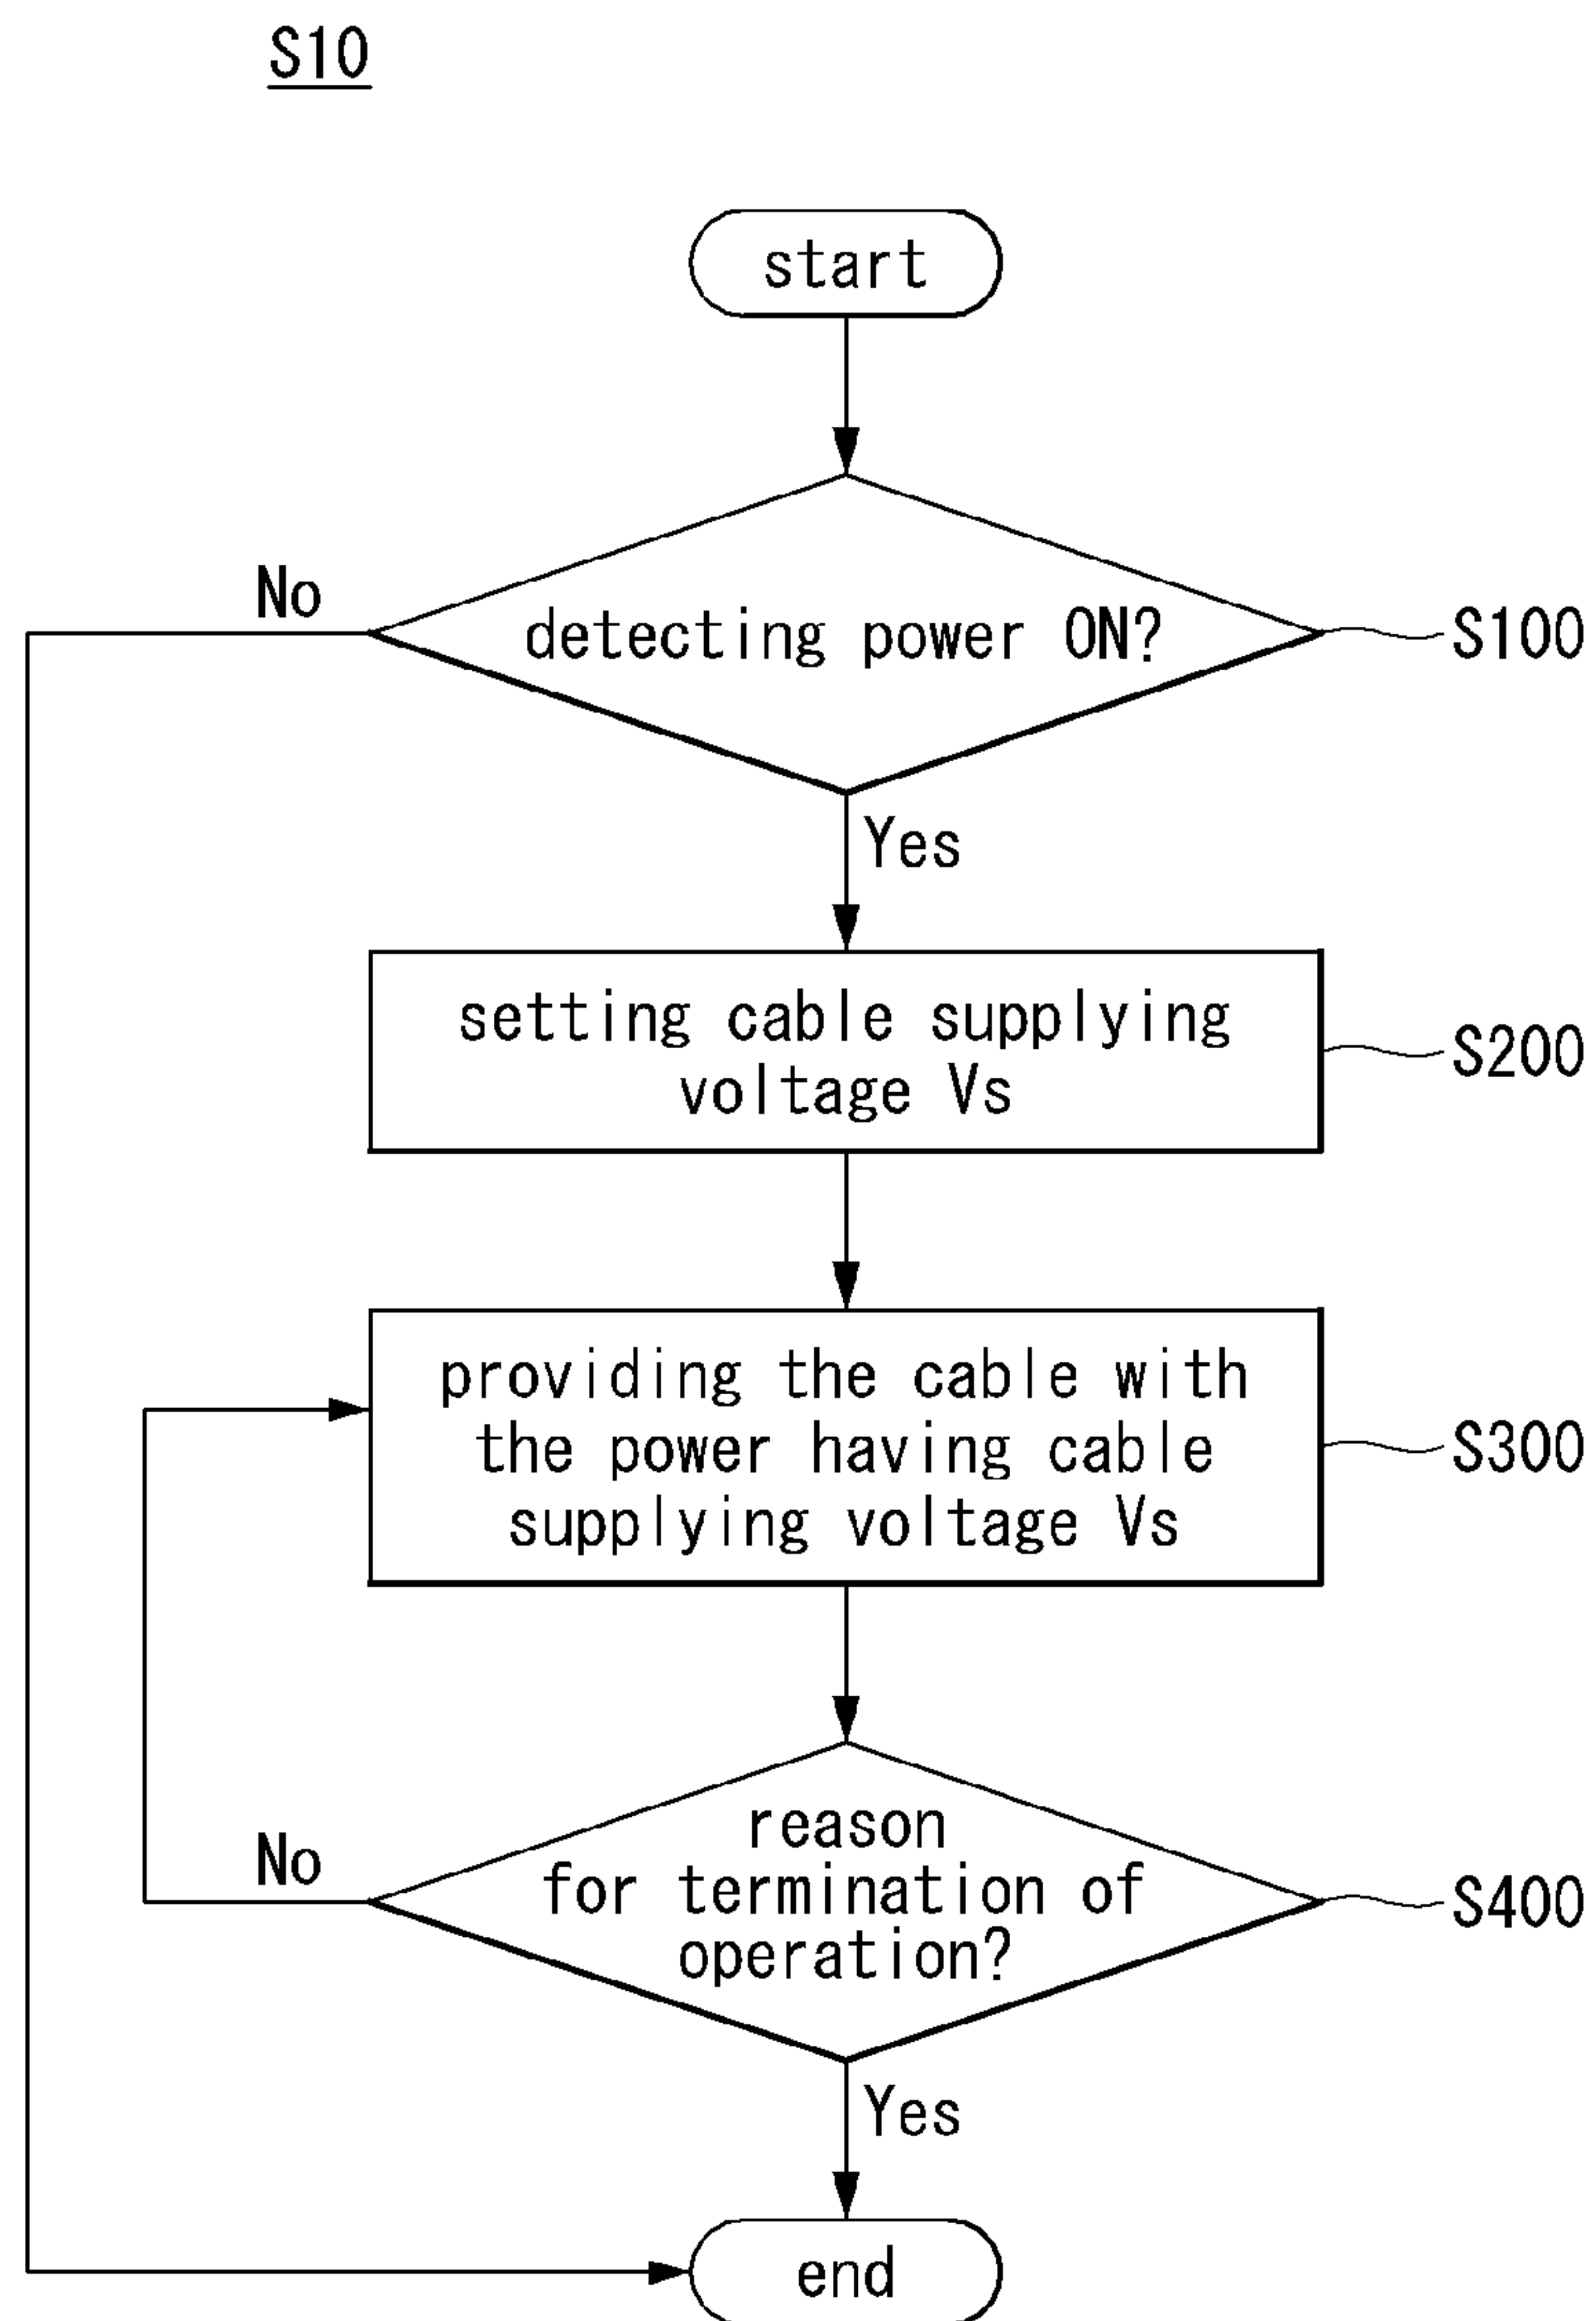 S10
start
No
detecting power ON?
S100
Yes
setting cable supplying
voltage Vs
S200
providing the cable with
the power having cable
supplying voltage Vs
S300
reason
for termination of
operation?
No
S400
Yes
end